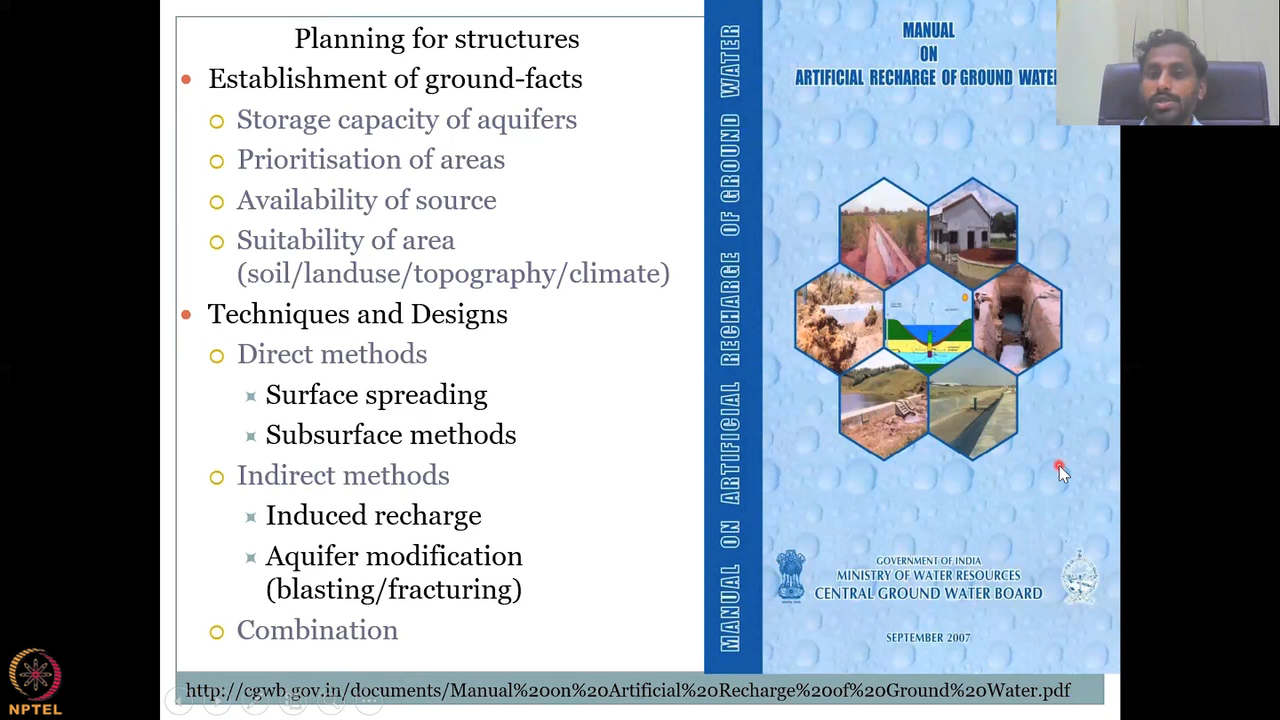 Planning for structures
Establishment of ground-facts
Storage capacity of aquifers
Prioritisation of areas
Availability of source
Suitability of area
(soil/landuse/topography/climate)
Techniques and Designs
Direct methods
Surface spreading
Subsurface methods
Indirect methods
Induced recharge
Aquifer modification
(blasting/fracturing)
Combination
MANUAL ON ARTIFICIAL RECHARGE OF GROUND WATER
MANUAL
ON
ARTIFICIAL RECHARGE OF GROUND WATE
GOVERNMENT OF INDIA
MINISTRY OF WATER RESOURCES
CENTRAL GROUND WATER BOARD
SEPTEMBER 2007
http://cgwb.gov.in/documents/Manual%20on%20Artificial%20Recharge%20of%20Ground%20Water.pdf
NPTEL